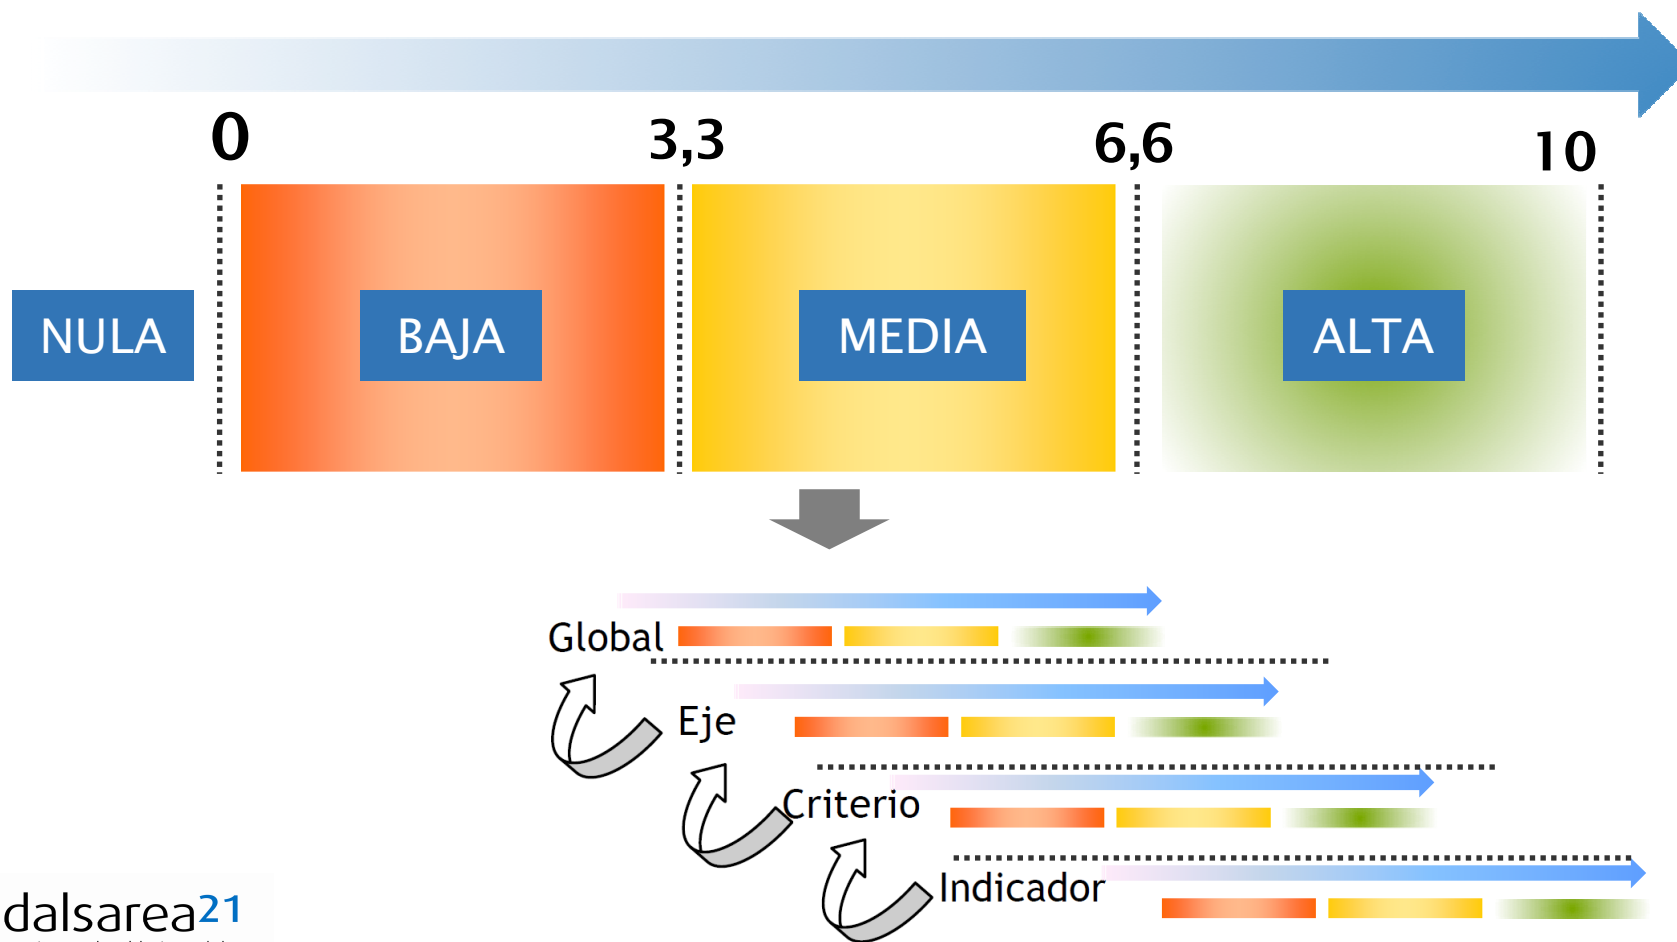 0
3,3
6,6
10
NULA
BAJA
MEDIA
ALTA
Global
Eje
Criterio
Indicador
dalsarea21